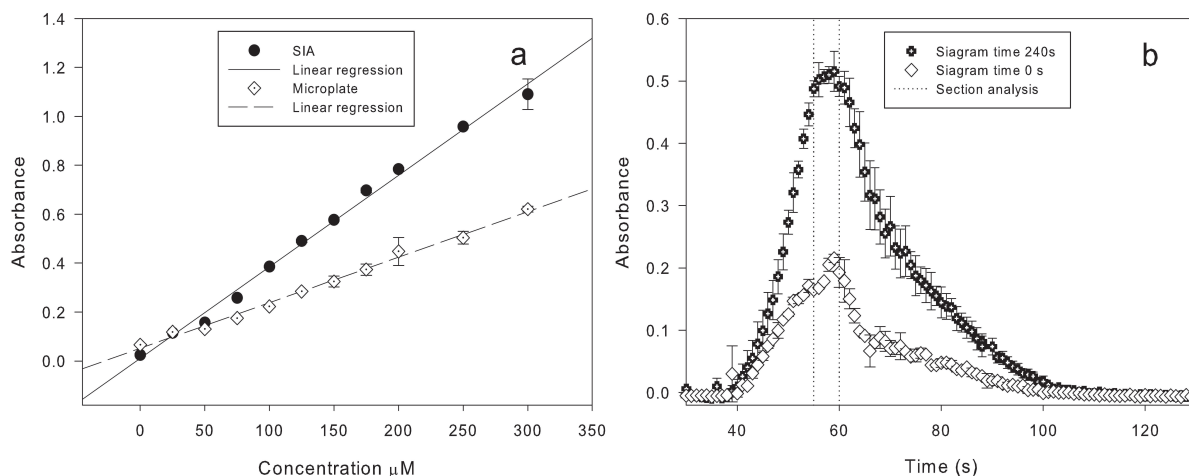 a
SIA
Linear regression
Microplate
Linear regression
1.4
1.2
1.0
0.8
0.6
0.4
0.2
0.0
Absorbance
0 50 100 150 200 250 300 350
Concentration μM
b
Siagram time 240s
Siagram time 0 s
Section analysis
0.6
0.5
0.4
0.3
0.2
0.1
0.0
Absorbance
40 60 80 100 120
Time (s)